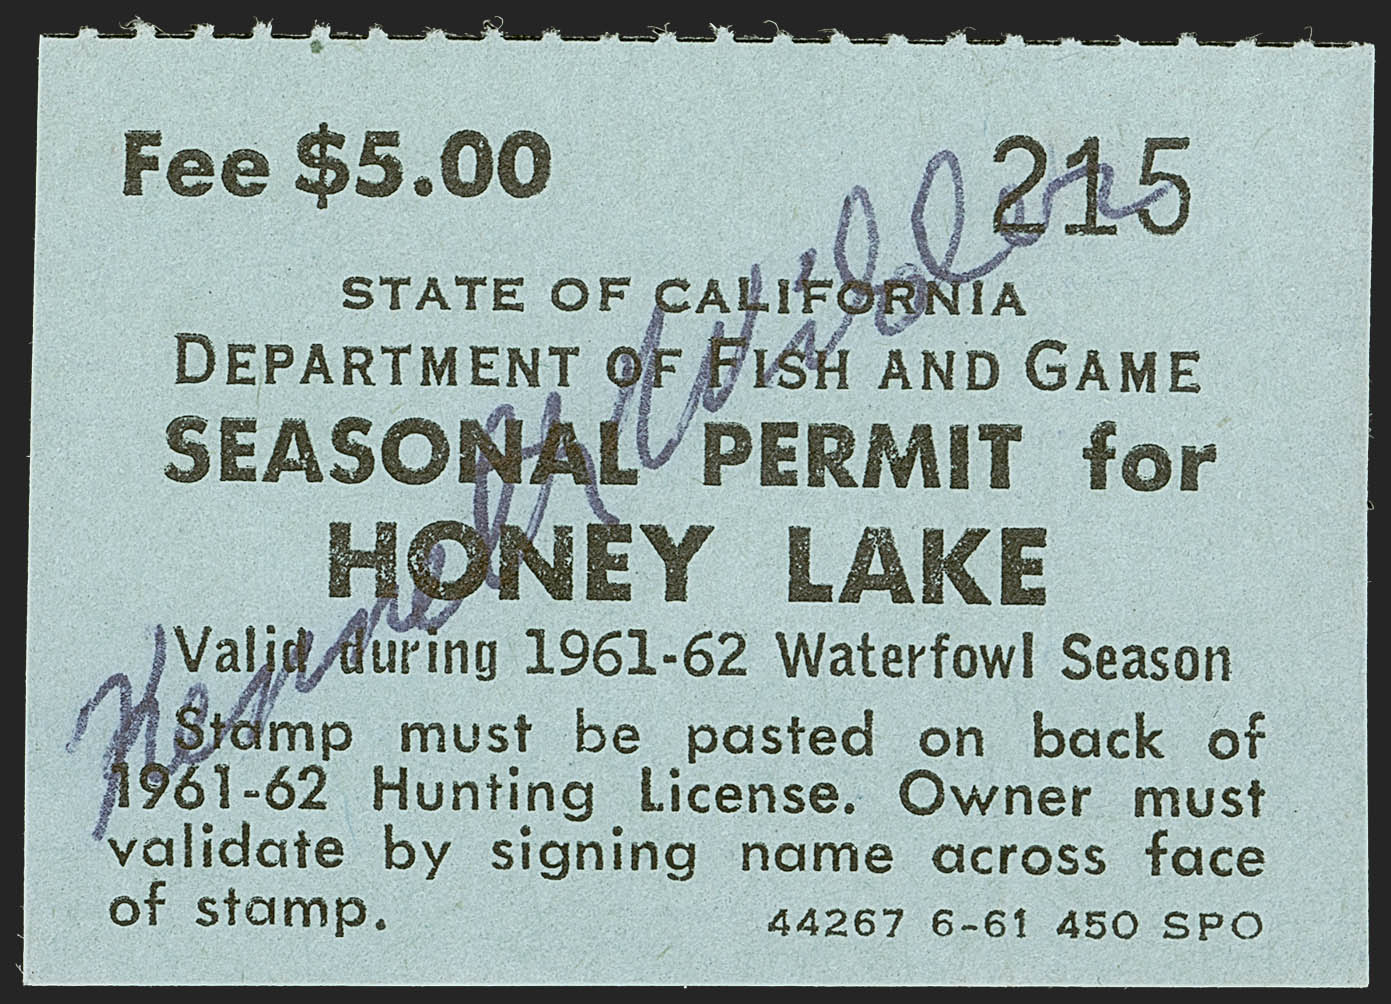 Fee $5.00
215
STATE OF CALIFORNIA
DEPARTMENT OF FISH AND GAME
SEASONAL PERMIT for
HONEY LAKE
Valid during 1961-62 Waterfowl Season
Stamp must be pasted on back of
1961-62 Hunting License. Owner must
validate by signing name across face
of stamp.
44267 6-61 450 SPO
Kenneth